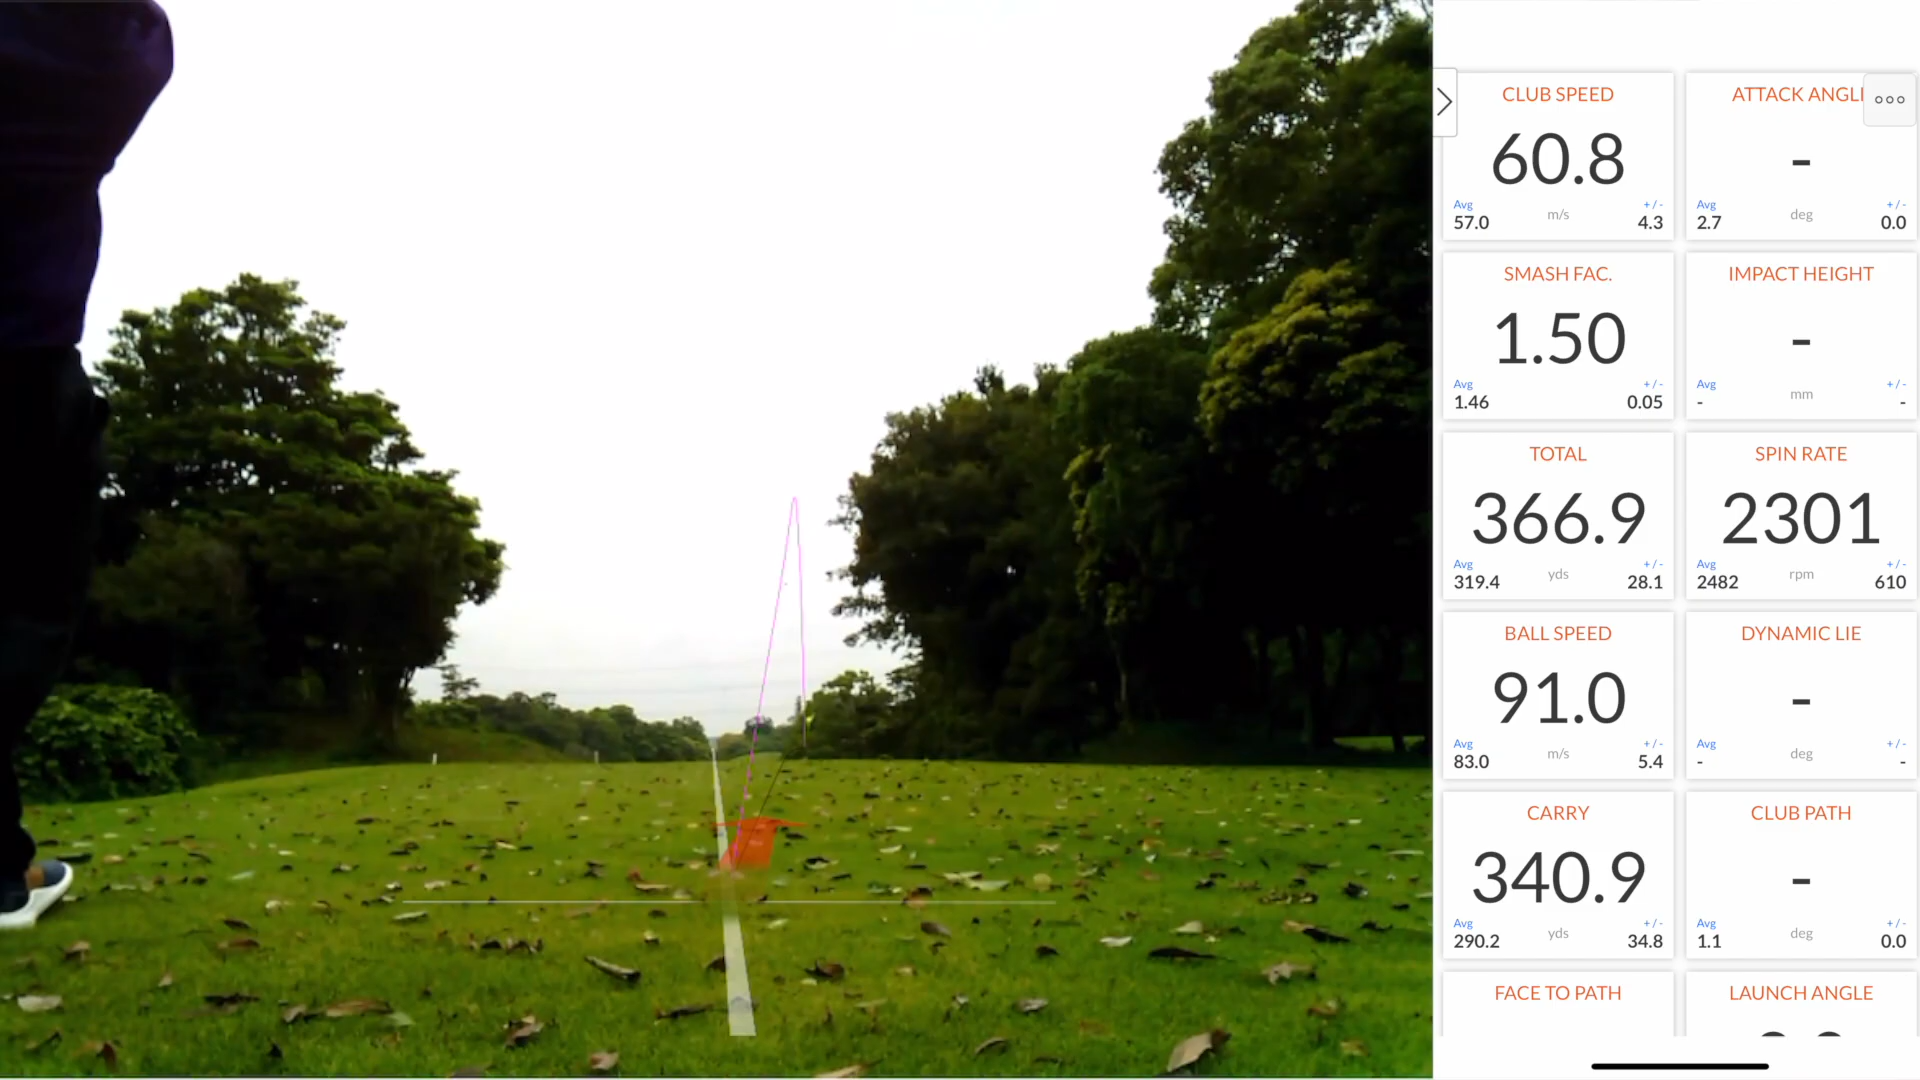 CLUB SPEED
60.8
Avg 57.0 m/s +/- 4.3
ATTACK ANGL
-
Avg 2.7 deg +/- 0.0
SMASH FAC.
1.50
Avg 1.46 +/- 0.05
IMPACT HEIGHT
-
Avg - mm +/- -
TOTAL
366.9
Avg 319.4 yds +/- 28.1
SPIN RATE
2301
Avg 2482 rpm +/- 610
BALL SPEED
91.0
Avg 83.0 m/s +/- 5.4
DYNAMIC LIE
-
Avg - deg +/- -
CARRY
340.9
Avg 290.2 yds +/- 34.8
CLUB PATH
-
Avg 1.1 deg +/- 0.0
FACE TO PATH
LAUNCH ANGLE